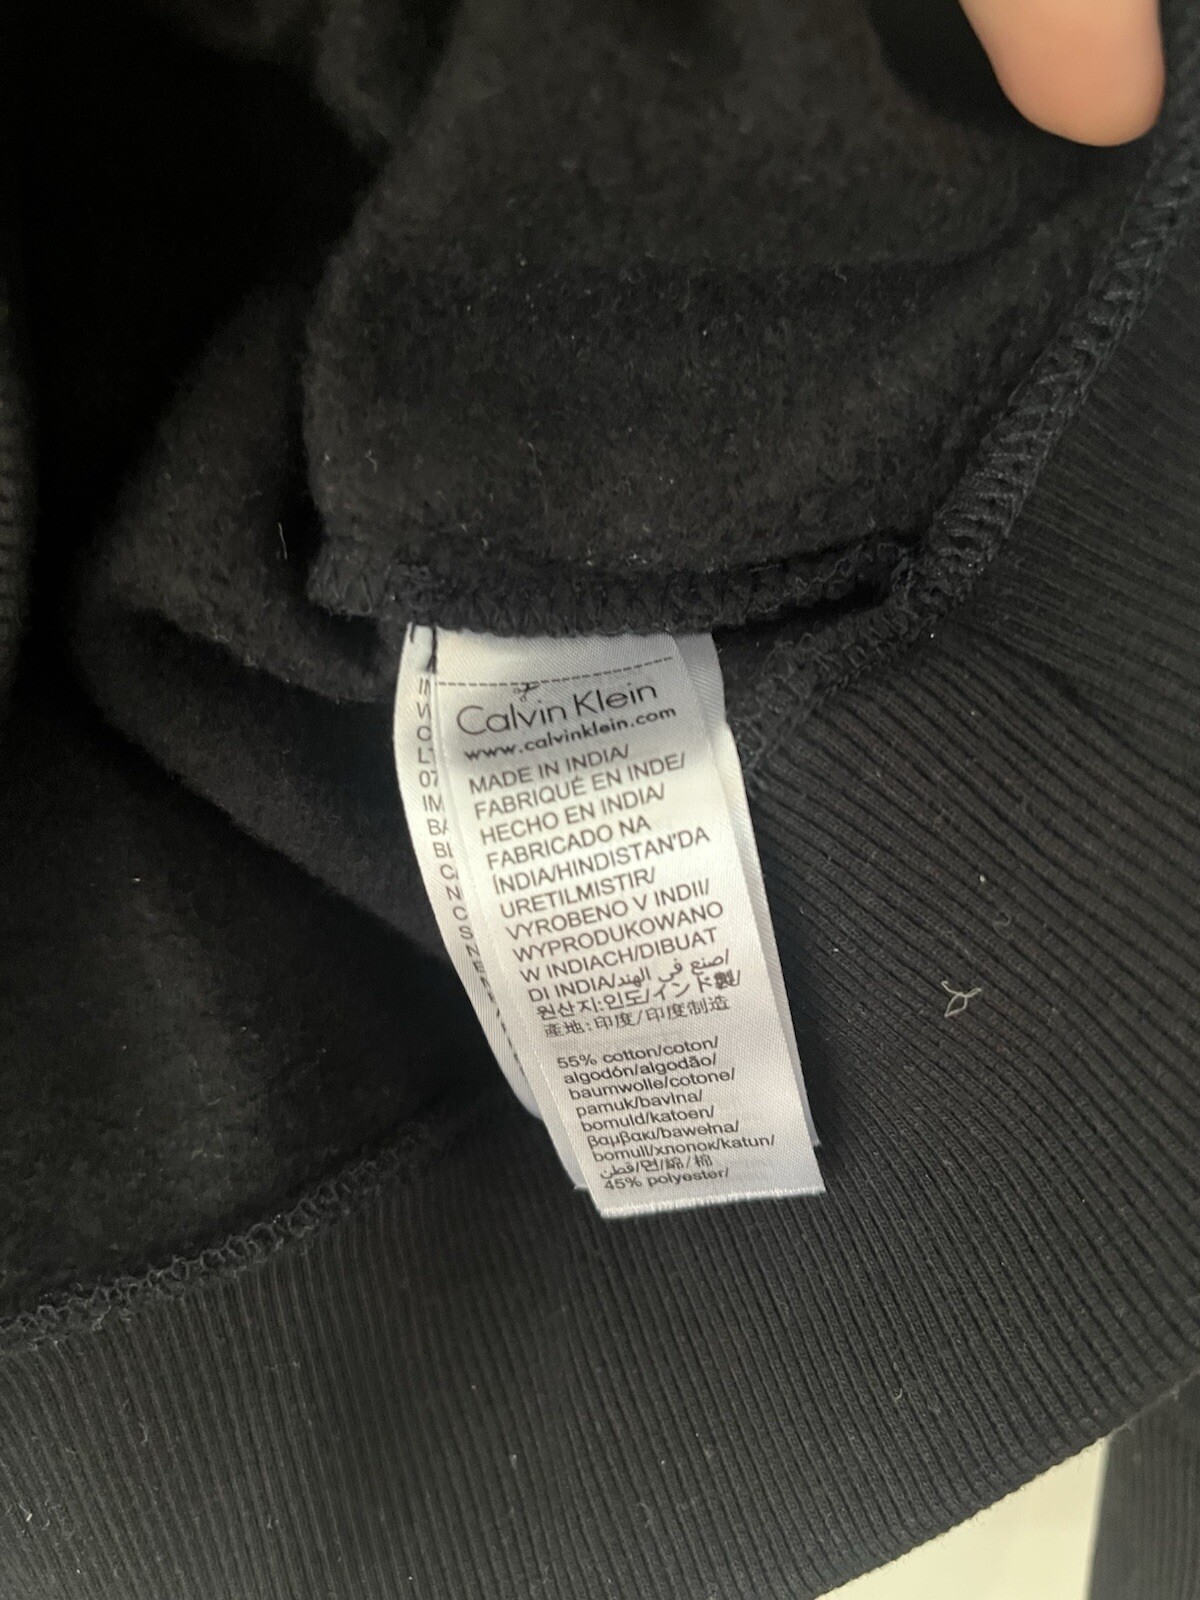 Calvin Klein
www.calvinklein.com
MADE IN INDIA/
FABRIQUÉ EN INDE/
HECHO EN INDIA/
FABRICADO NA
ÍNDIA/HINDISTAN'DA
URETILMISTIR/
VYROBENO V INDII/
WYPRODUKOWANO
W INDIACH/DIBUAT
DI INDIA/صنع في الهند/
원산지:인도/インド製/
産地:印度/印度制造
55% cotton/coton/
algodón/algodão/
baumwolle/cotone/
pamuk/bavlna/
bomuld/katoen/
βαμβακι/bawełna/
bomull/хлопок/katun/
قطن/면/綿/棉
45% polyester/
07